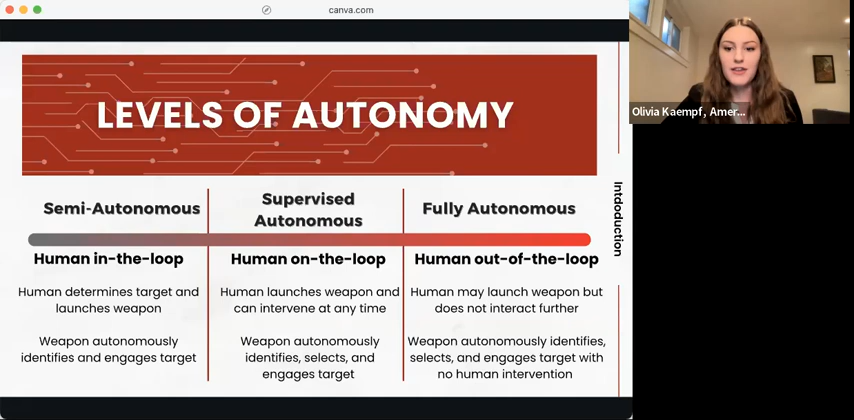 canva.com
LEVELS OF AUTONOMY
Semi-Autonomous
Human in-the-loop
Human determines target and
launches weapon
Weapon autonomously
identifies and engages target
Supervised
Autonomous
Human on-the-loop
Human launches weapon and
can intervene at any time
Weapon autonomously
identifies, selects, and
engages target
Fully Autonomous
Human out-of-the-loop
Human may launch weapon but
does not interact further
Weapon autonomously identifies,
selects, and engages target with
no human intervention
Intdoduction
Olivia Kaempf, Amer...